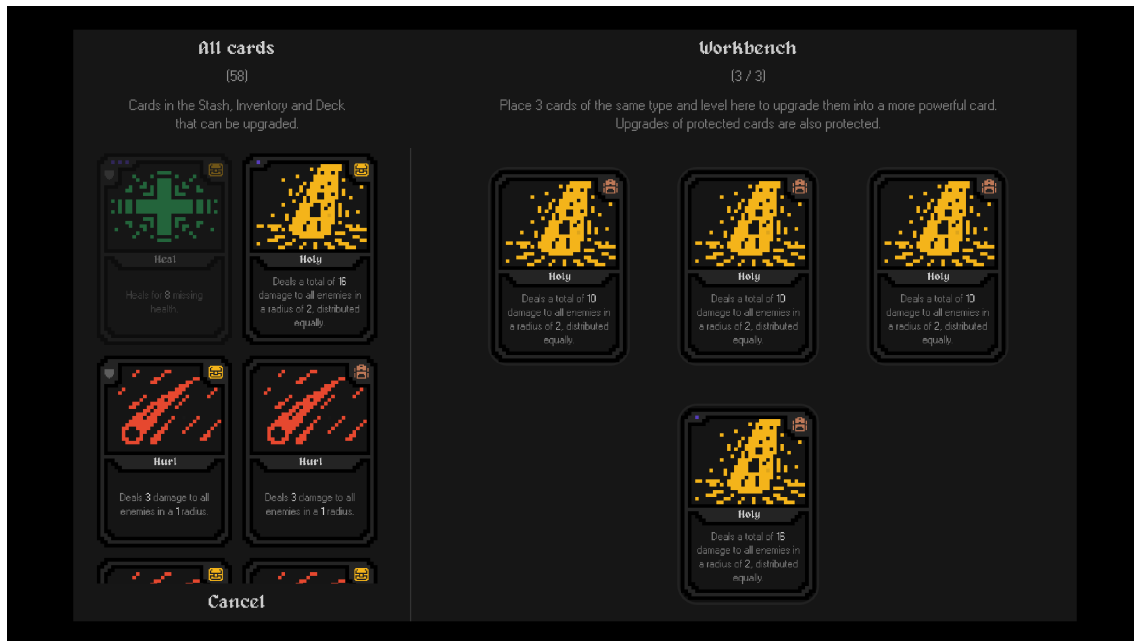 All cards
(58)
Cards in the Stash, Inventory and Deck
that can be upgraded.
Heal
Heals for 8 missing
health.
Holy
Deals a total of 15
damage to all enemies in
a radius of 2, distributed
equally.
Hurl
Deals 3 damage to all
enemies in a 1 radius.
Hurl
Deals 3 damage to all
enemies in a 1 radius.
Cancel
Workbench
(3 / 3)
Place 3 cards of the same type and level here to upgrade them into a more powerful card.
Upgrades of protected cards are also protected.
Holy
Deals a total of 10
damage to all enemies in
a radius of 2, distributed
equally.
Holy
Deals a total of 10
damage to all enemies in
a radius of 2, distributed
equally.
Holy
Deals a total of 10
damage to all enemies in
a radius of 2, distributed
equally.
Holy
Deals a total of 15
damage to all enemies in
a radius of 2, distributed
equally.